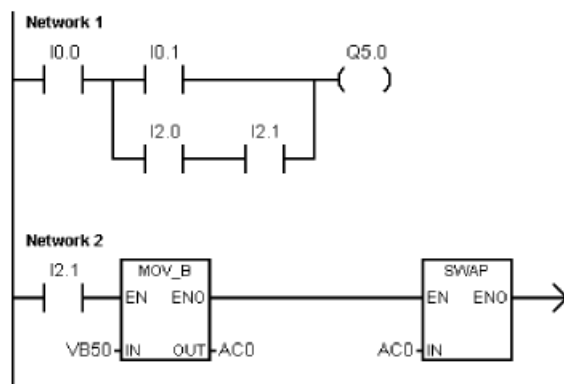 Network 1
I0.0 I0.1 Q5.0
I2.0 I2.1
Network 2
I2.1 MOV_B SWAP
EN ENO EN ENO
VB50 IN OUT AC0 AC0 IN